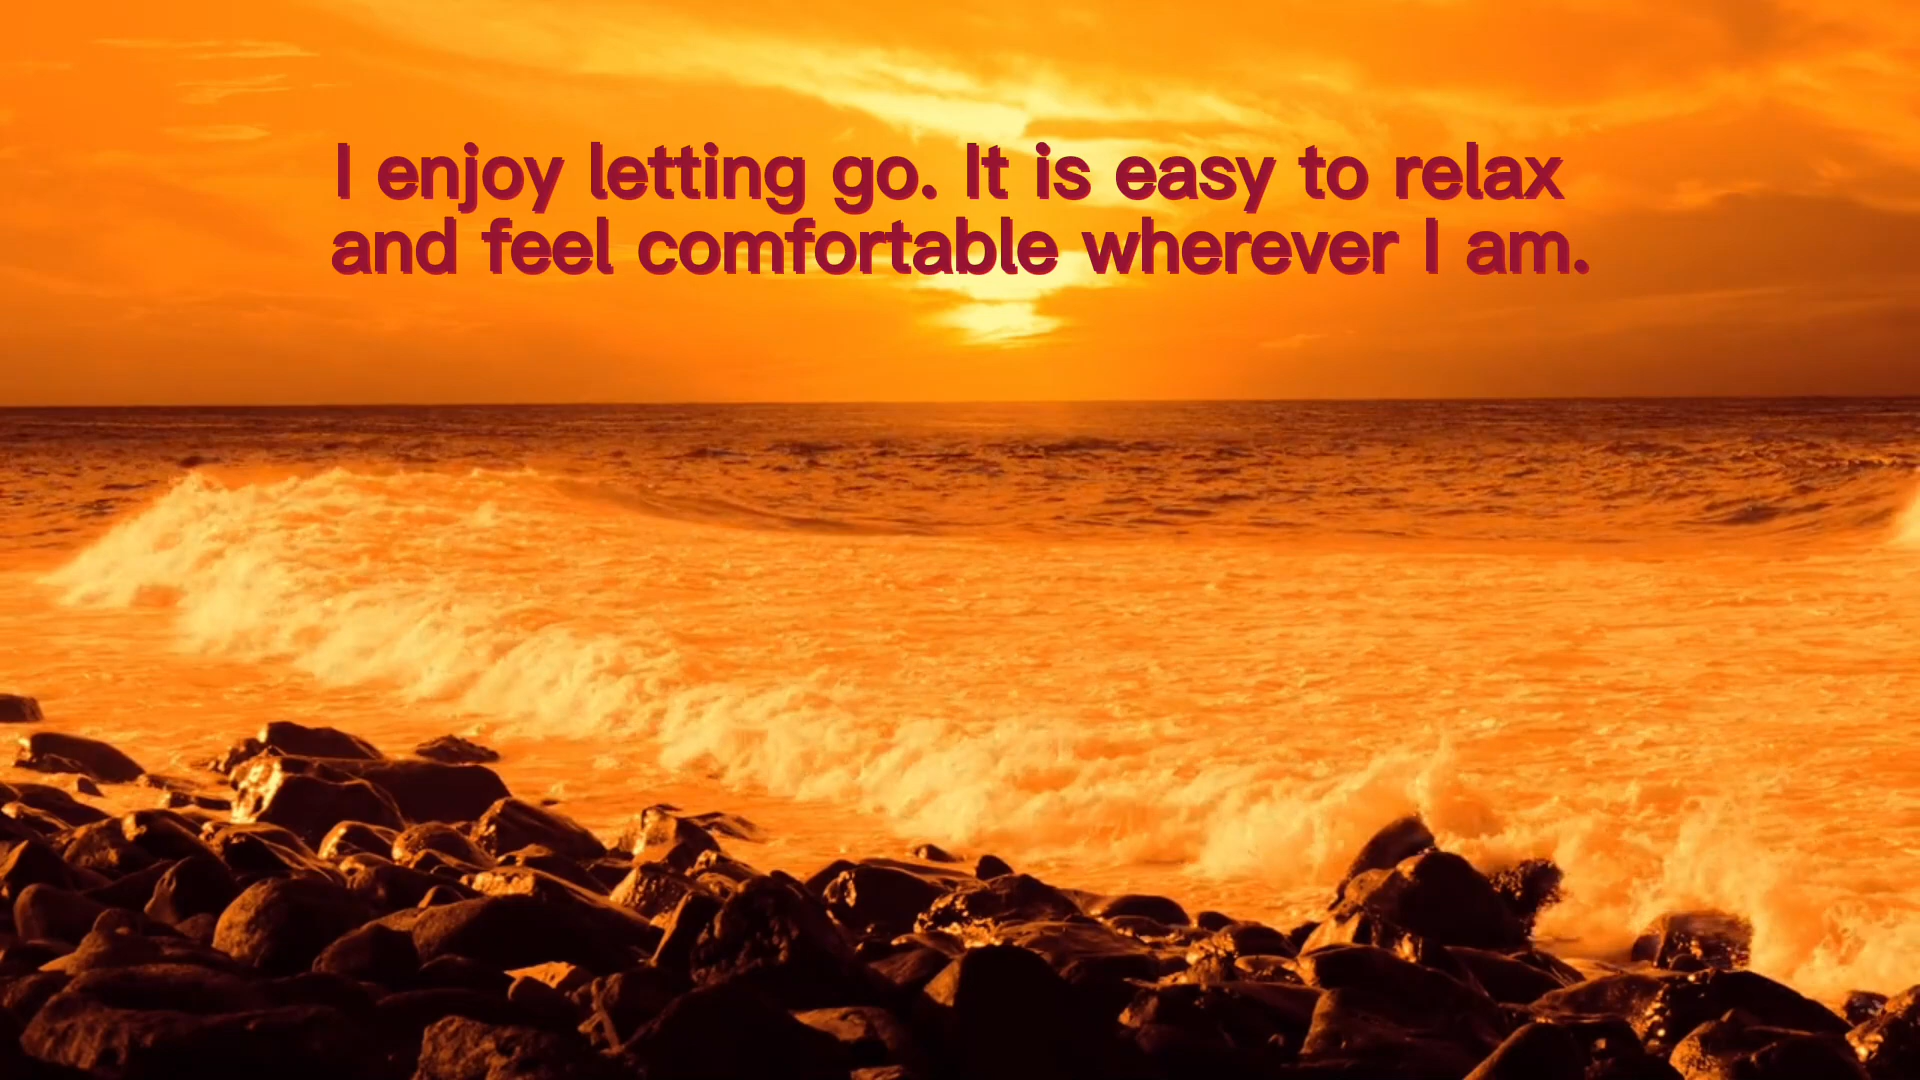 I enjoy letting go. It is easy to relax
and feel comfortable wherever I am.